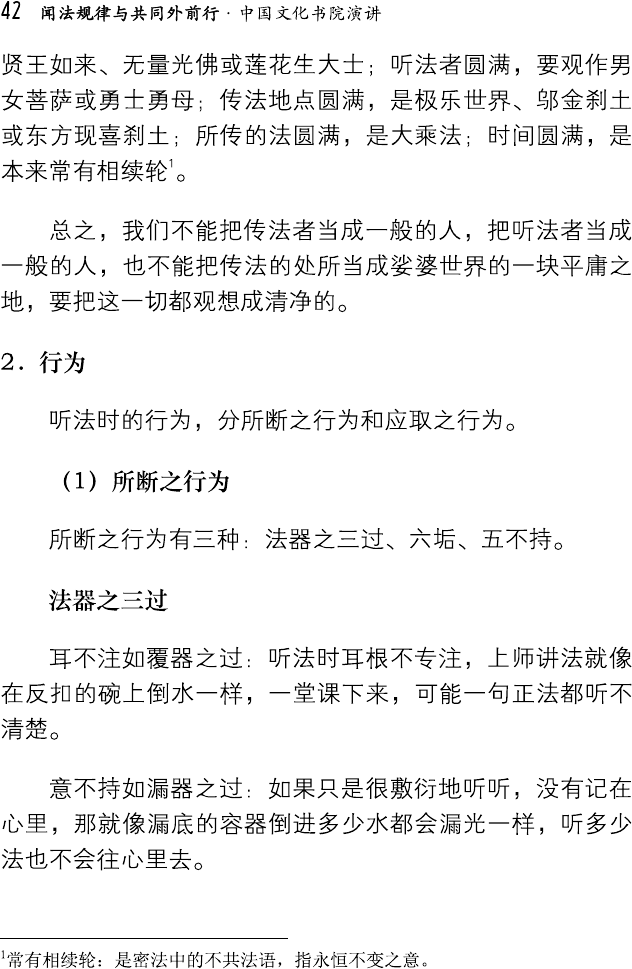 42 闻法规律与共同外前行·中国文化书院演讲
贤王如来、无量光佛或莲花生大士；听法者圆满，要观作男
女菩萨或勇士勇母；传法地点圆满，是极乐世界、邬金刹土
或东方现喜刹土；所传的法圆满，是大乘法；时间圆满，是
本来常有相续轮1。
总之，我们不能把传法者当成一般的人，把听法者当成
一般的人，也不能把传法的处所当成娑婆世界的一块平庸之
地，要把这一切都观想成清净的。
2．行为
听法时的行为，分所断之行为和应取之行为。
（1）所断之行为
所断之行为有三种：法器之三过、六垢、五不持。
法器之三过
耳不注如覆器之过：听法时耳根不专注，上师讲法就像
在反扣的碗上倒水一样，一堂课下来，可能一句正法都听不
清楚。
意不持如漏器之过：如果只是很敷衍地听听，没有记在
心里，那就像漏底的容器倒进多少水都会漏光一样，听多少
法也不会往心里去。
1常有相续轮：是密法中的不共法语，指永恒不变之意。